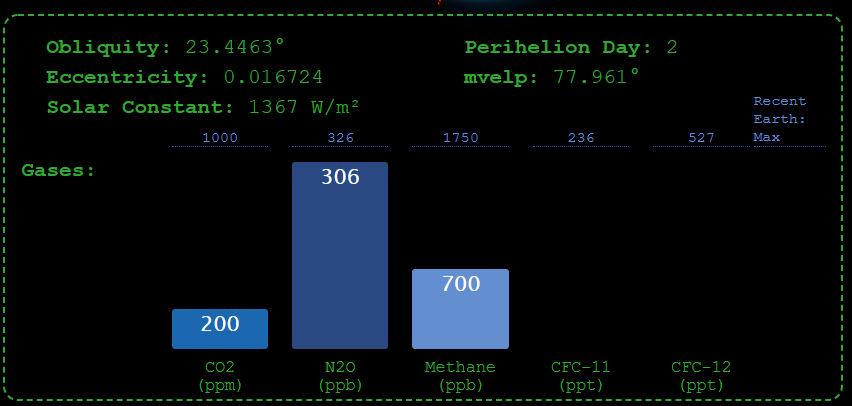 Obliquity: 23.4463°
Perihelion Day: 2
Eccentricity: 0.016724
mvelp: 77.961°
Solar Constant: 1367 W/m²
Recent
Earth:
Max
1000 326 1750 236 527
Gases:
306
700
200
CO2 N2O Methane CFC-11 CFC-12
(ppm) (ppb) (ppb) (ppt) (ppt)